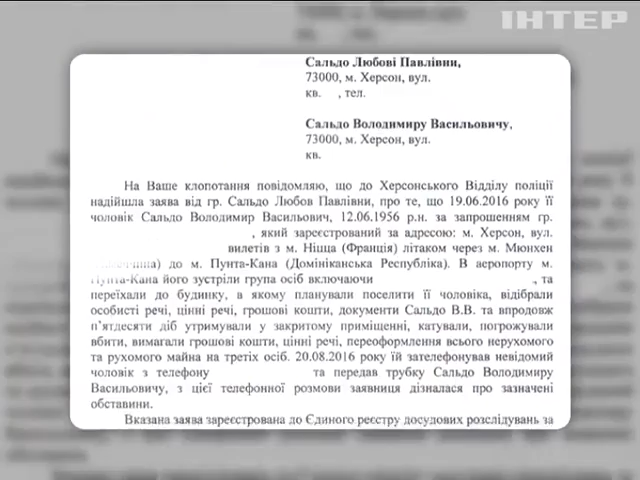 ІНТЕР
Сальдо Любові Павлівни,
73000, м. Херсон, вул.
кв. , тел.
Сальдо Володимиру Васильовичу,
73000, м. Херсон, вул.
кв.
На Ваше клопотання повідомляю, що до Херсонського Відділу поліції
надійшла заява від гр. Сальдо Любов Павлівни, про те, що 19.06.2016 року її
чоловік Сальдо Володимир Васильович, 12.06.1956 р.н. за запрошенням гр.
, який зареєстрований за адресою: м. Херсон, вул.
вилетів з м. Ніцца (Франція) літаком через м. Мюнхен
до м. Пунта-Кана (Домініканська Республіка). В аеропорту м.
Пунта-Кана його зустріли група осіб включаючи , та
переїхали до будинку, в якому планували поселити її чоловіка, відібрали
особисті речі, цінні речі, грошові кошти, документи Сальдо В.В. та впродовж
п'ятдесяти діб утримували у закритому приміщенні, катували, погрожували
вбити, вимагали грошові кошти, цінні речі, переоформлення всього нерухомого
та рухомого майна на третіх осіб. 20.08.2016 року їй зателефонував невідомий
чоловік з телефону та передав трубку Сальдо Володимиру
Васильовичу, з цієї телефонної розмови заявниця дізналася про зазначені
обставини.
Вказана заява зареєстрована до Єдиного реєстру досудових розслідувань за